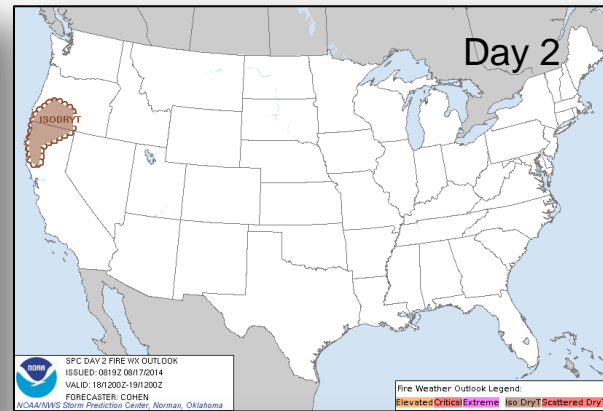 Day 2
ISODRYT
NOAA
SPC DAY 2 FIRE WX OUTLOOK
ISSUED: 0819Z 08/17/2014
VALID: 18/1200Z-19/1200Z
FORECASTER: COHEN
NOAA/NWS Storm Prediction Center, Norman, Oklahoma
Fire Weather Outlook Legend:
Elevated Critical Extreme Iso DryT Scattered Dry